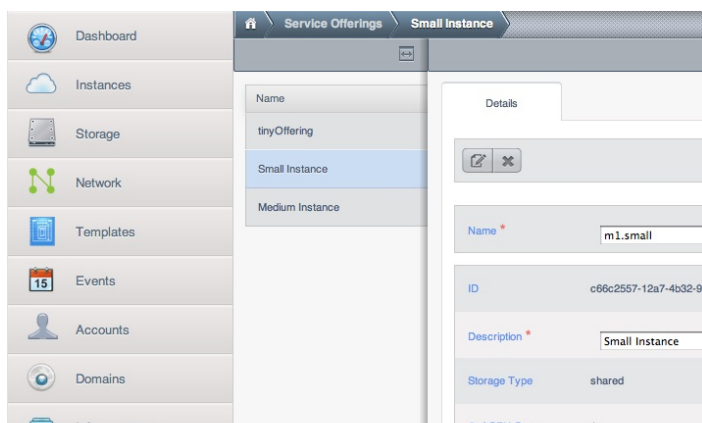 Service Offerings
Small Instance
Dashboard
Instances
Storage
Network
Templates
15
Events
Accounts
Domains
Name
tinyOffering
Small Instance
Medium Instance
Details
Name *
m1.small
ID
c66c2557-12a7-4b32-9
Description *
Small Instance
Storage Type
shared